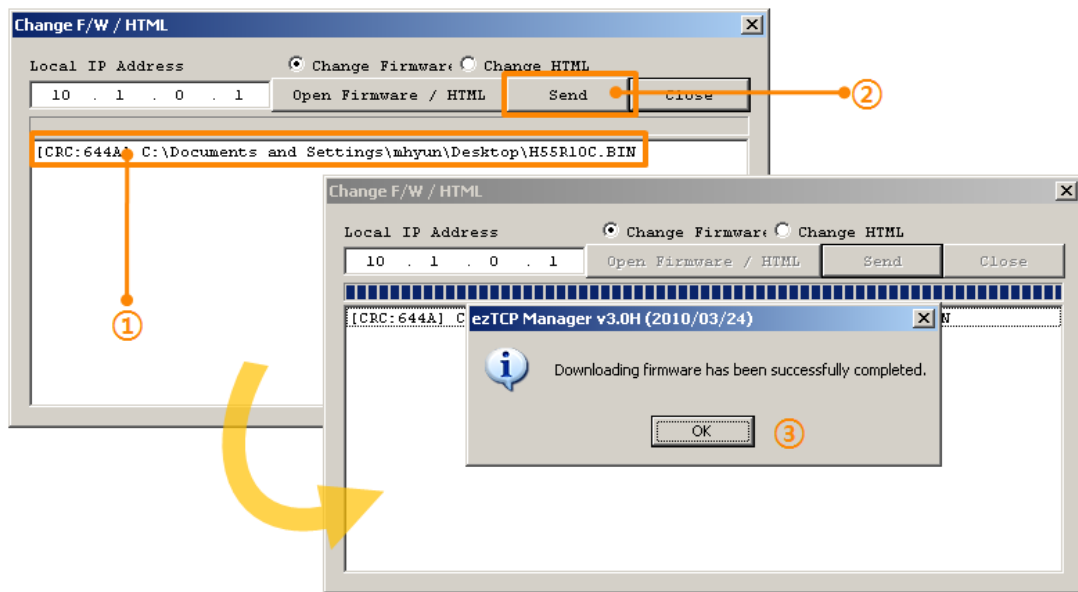 Change F/W / HTML
Local IP Address Change Firmware Change HTML
10 . 1 . 0 . 1 Open Firmware / HTML Send Close
②
[CRC:644A] C:\Documents and Settings\mhyun\Desktop\H55R10C.BIN
①
Change F/W / HTML
Local IP Address Change Firmware Change HTML
10 . 1 . 0 . 1 Open Firmware / HTML Send Close
[CRC:644A] C N
ezTCP Manager v3.0H (2010/03/24)
Downloading firmware has been successfully completed.
OK ③